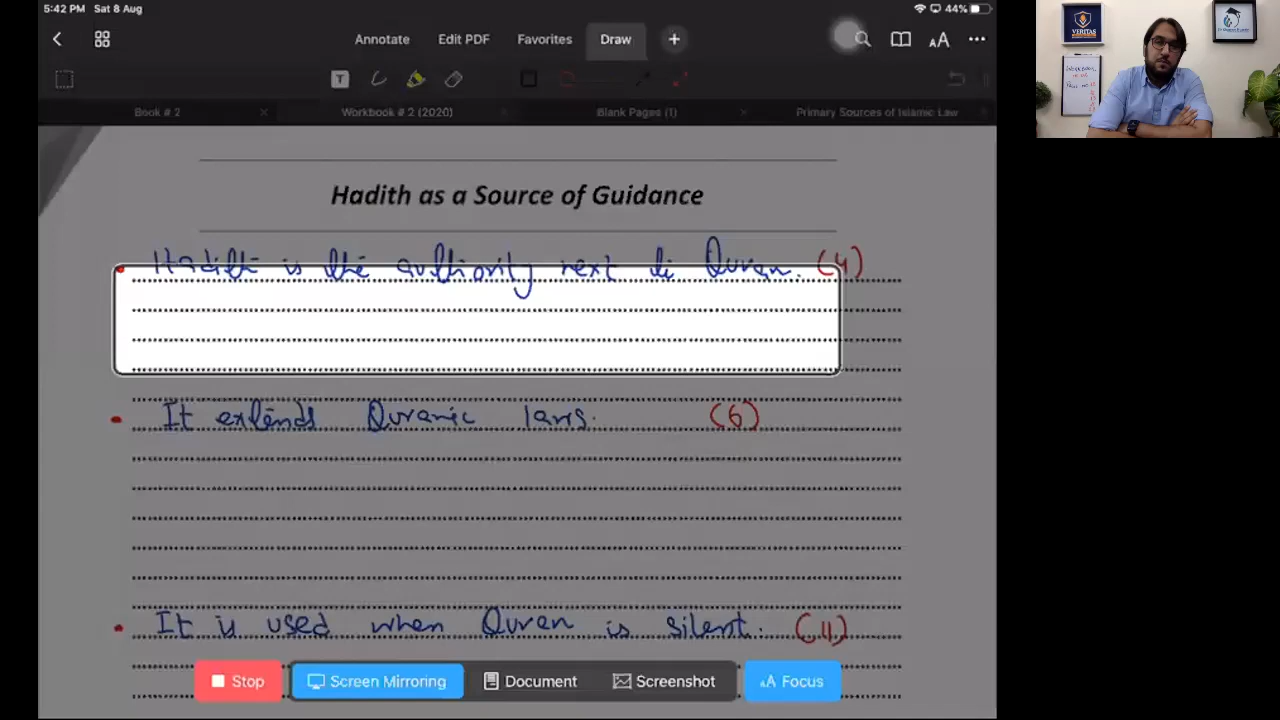 5:42 PM Sat 8 Aug
44%
Annotate Edit PDF Favorites Draw +
T
Book # 2 × Workbook # 2 (2020) Blank Pages (1) × Primary Sources of Islamic Law
AA
Hadith as a Source of Guidance
• Hadith is the authority next to Quran. (4)
• It extends Quranic laws. (6)
• It is used when Quran is silent. (11)
Stop Screen Mirroring Document Screenshot AA Focus
VERITAS